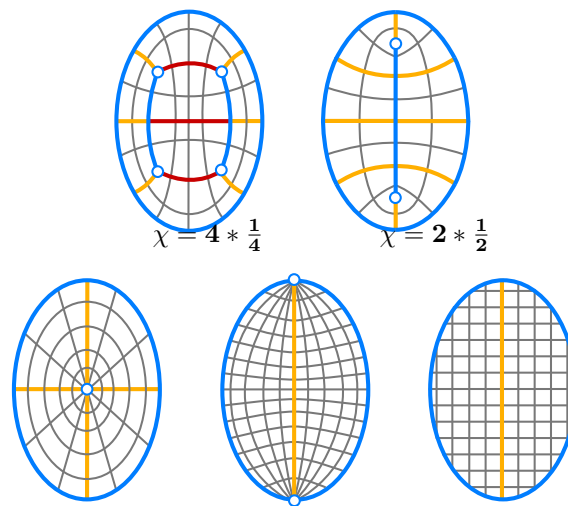 χ = 4 * 1/4
χ = 2 * 1/2